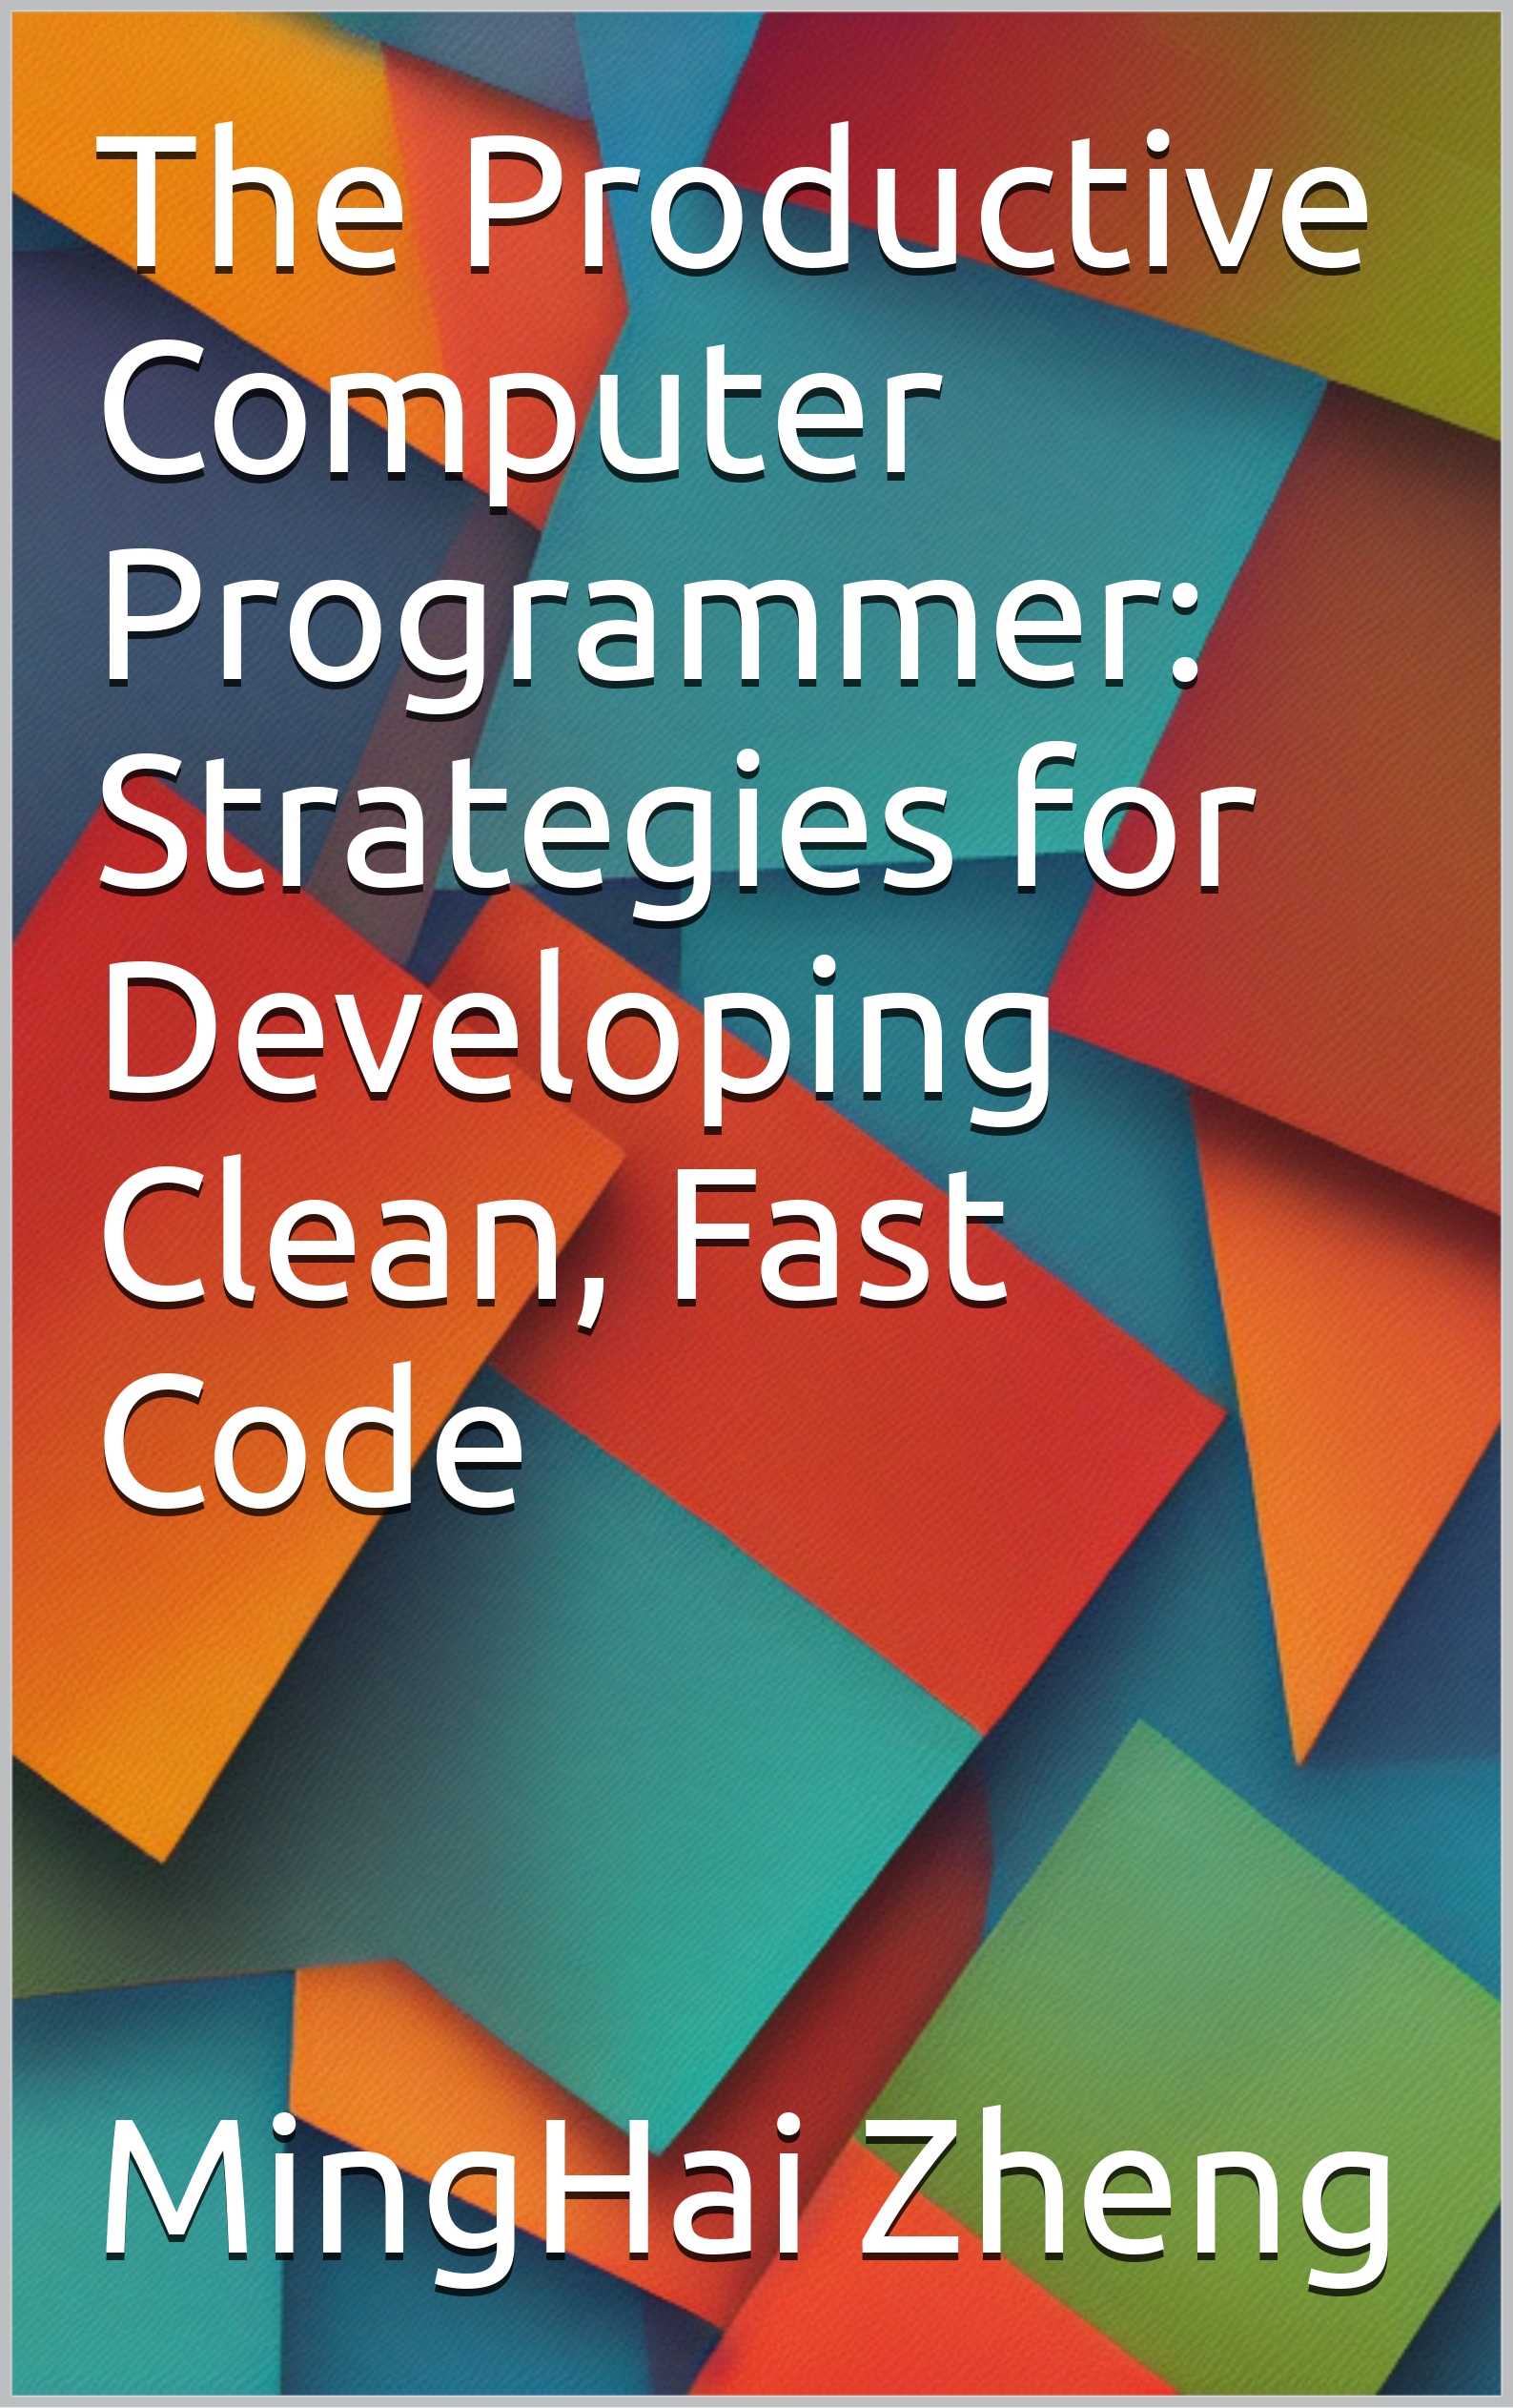 The Productive
Computer
Programmer:
Strategies for
Developing
Clean, Fast
Code
MingHai Zheng